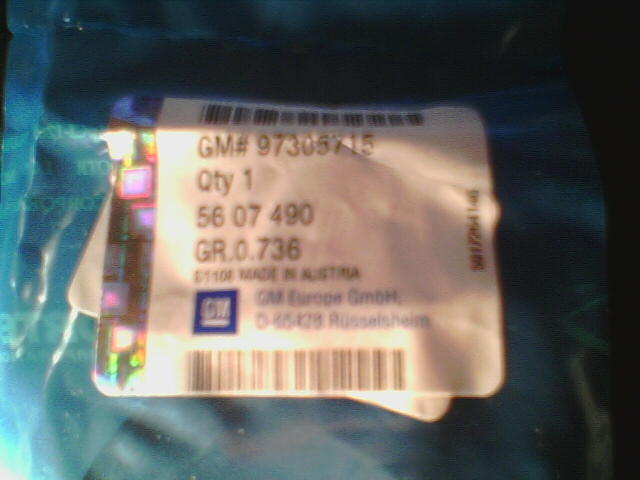 GM# 97305715
Qty 1
56 07 490
GR.0.736
MADE IN AUSTRIA
GM
GM Europe GmbH,
D-65428 Rüsselsheim